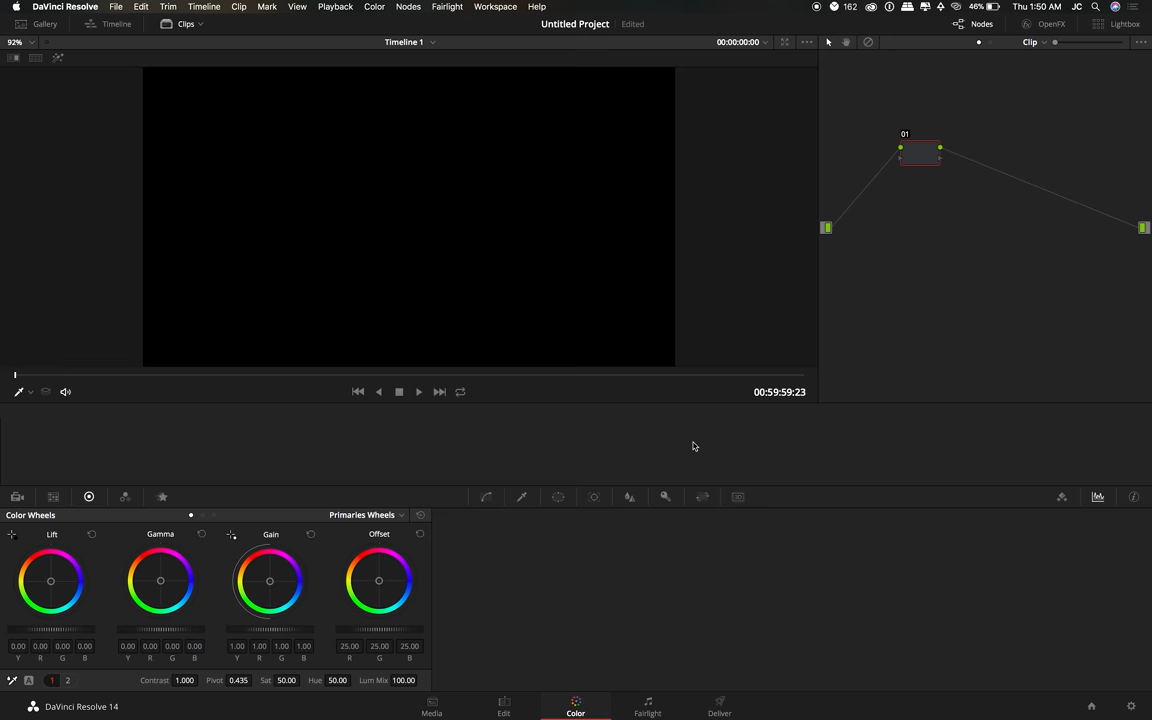 DaVinci Resolve File Edit Trim Timeline Clip Mark View Playback Color Nodes Fairlight Workspace Help 162 46% Thu 1:50 AM JC
Gallery Timeline Clips Untitled Project Edited Nodes OpenFX Lightbox
92% Timeline 1 00:00:00:00 Clip
01
00:59:59:23
Color Wheels Primaries Wheels
Lift Gamma Gain Offset
0.00 0.00 0.00 0.00 0.00 0.00 0.00 0.00 1.00 1.00 1.00 1.00 25.00 25.00 25.00
Y R G B Y R G B Y R G B R G B
A 1 2 Contrast 1.000 Pivot 0.435 Sat 50.00 Hue 50.00 Lum Mix 100.00
DaVinci Resolve 14 Media Edit Color Fairlight Deliver